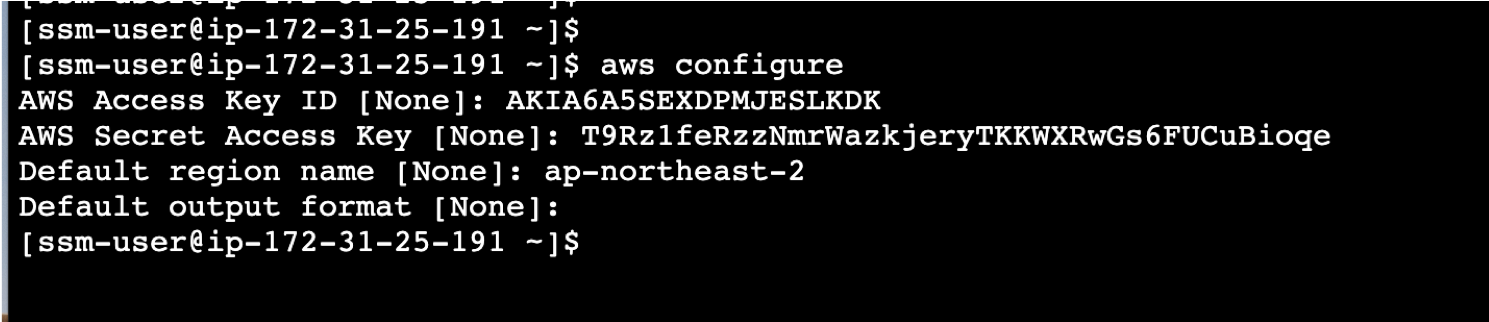 [ssm-user@ip-172-31-25-191 ~]$
[ssm-user@ip-172-31-25-191 ~]$ aws configure
AWS Access Key ID [None]: AKIA6A5SEXDPMJESLKDK
AWS Secret Access Key [None]: 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
Default region name [None]: ap-northeast-2
Default output format [None]:
[ssm-user@ip-172-31-25-191 ~]$